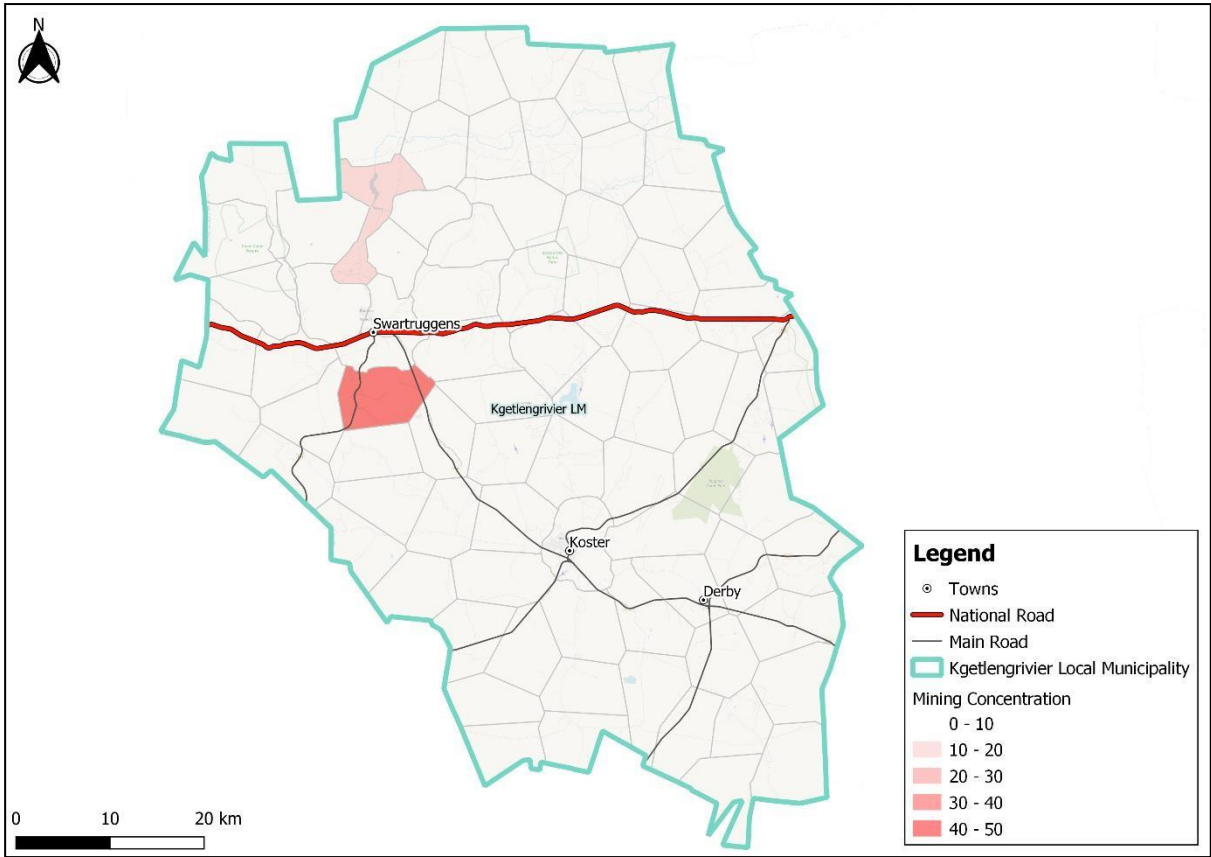 N
Swartruggens
Kgetlengrivier LM
Koster
Derby
Legend
Towns
National Road
Main Road
Kgetlengrivier Local Municipality
Mining Concentration
0 - 10
10 - 20
20 - 30
30 - 40
40 - 50
0 10 20 km